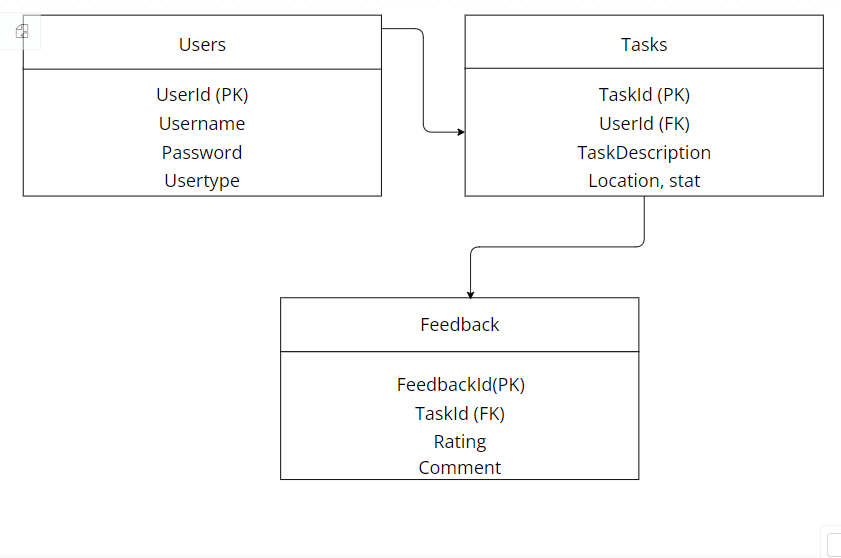 Users
UserId (PK)
Username
Password
Usertype
Tasks
TaskId (PK)
UserId (FK)
TaskDescription
Location, stat
Feedback
FeedbackId(PK)
TaskId (FK)
Rating
Comment